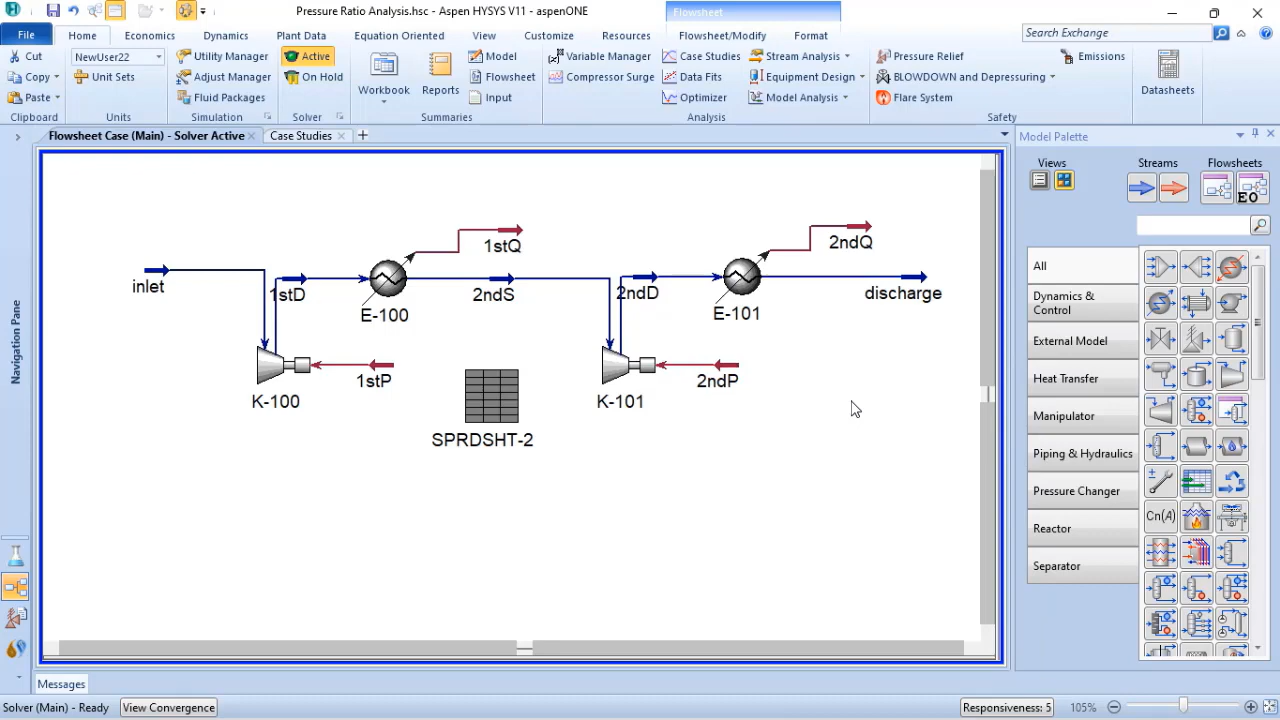 Pressure Ratio Analysis.hsc - Aspen HYSYS V11 - aspenONE
Flowsheet
File Home Economics Dynamics Plant Data Equation Oriented View Customize Resources Flowsheet/Modify Format Search Exchange
Cut
Copy
Paste
Clipboard
NewUser22
Unit Sets
Units
Utility Manager
Adjust Manager
Fluid Packages
Simulation
Active
On Hold
Solver
Workbook
Reports
Model
Flowsheet
Input
Summaries
Variable Manager
Compressor Surge
Case Studies
Data Fits
Optimizer
Stream Analysis
Equipment Design
Model Analysis
Analysis
Pressure Relief
BLOWDOWN and Depressuring
Flare System
Emissions
Safety
Datasheets
Flowsheet Case (Main) - Solver Active
Case Studies
Navigation Pane
inlet
1stD
1stQ
2ndS
E-100
1stP
K-100
SPRDSHT-2
2ndD
2ndQ
E-101
discharge
2ndP
K-101
Model Palette
Views
Streams
Flowsheets
EO
All
Dynamics &
Control
External Model
Heat Transfer
Manipulator
Piping & Hydraulics
Pressure Changer
Reactor
Separator
Cn(A)
Messages
Solver (Main) - Ready
View Convergence
Responsiveness: 5
105%